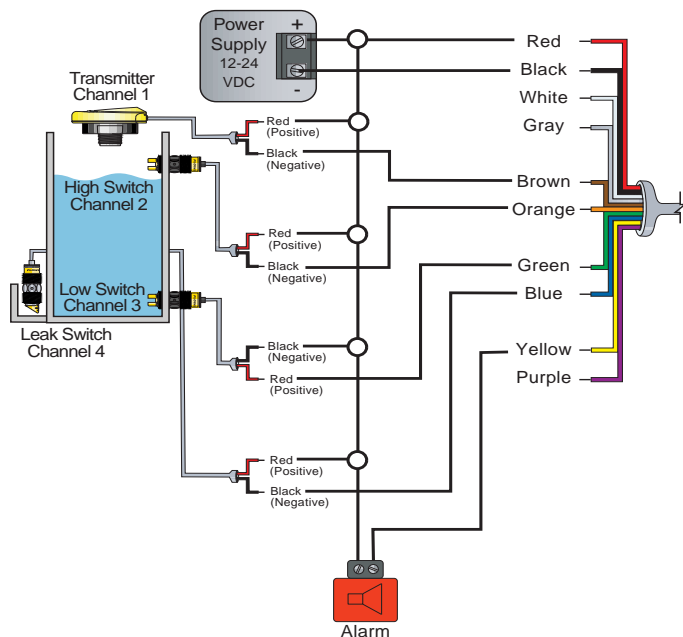 Power
Supply
12-24
VDC
+
-
Transmitter
Channel 1
High Switch
Channel 2
Low Switch
Channel 3
Leak Switch
Channel 4
Red
(Positive)
Black
(Negative)
Red
(Positive)
Black
(Negative)
Black
(Negative)
Red
(Positive)
Red
(Positive)
Black
(Negative)
Red
Black
White
Gray
Brown
Orange
Green
Blue
Yellow
Purple
Alarm